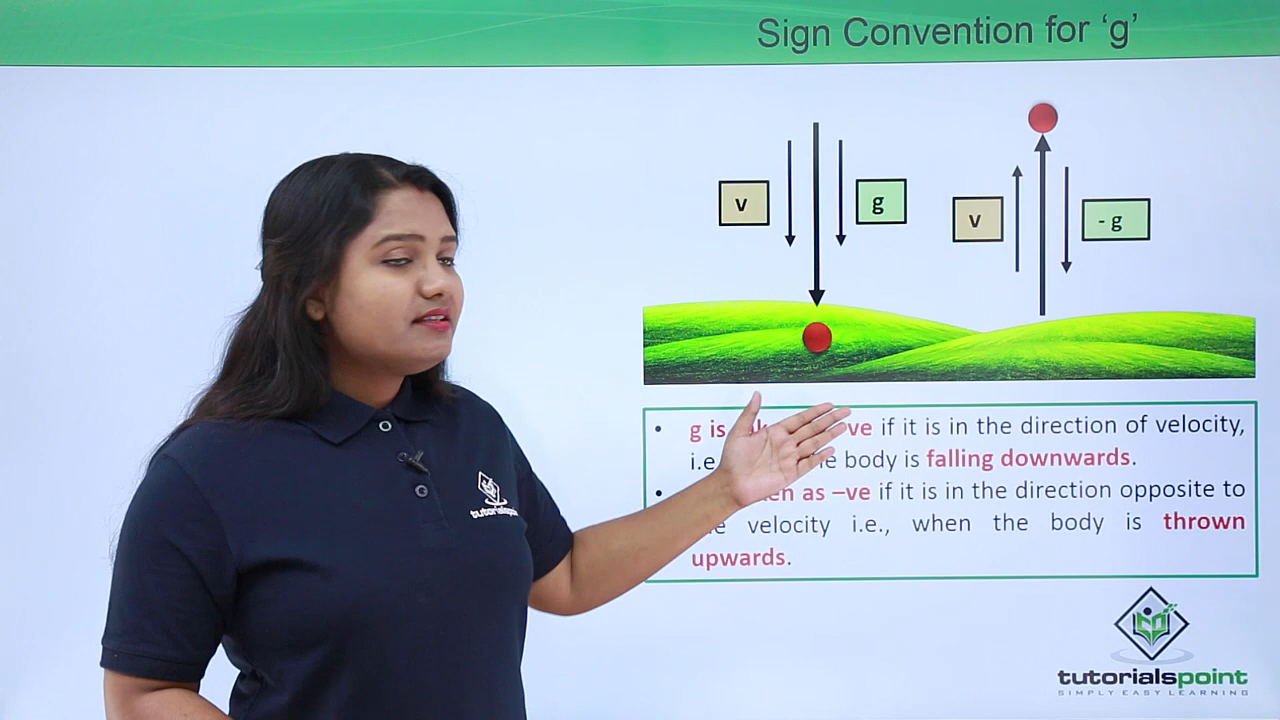 Sign Convention for ‘g’
v
g
v
- g
• g is ve if it is in the direction of velocity,
i.e body is falling downwards.
• as –ve if it is in the direction opposite to
velocity i.e., when the body is thrown
upwards.
tutorialspoint
tutorialspoint
SIMPLY EASY LEARNING